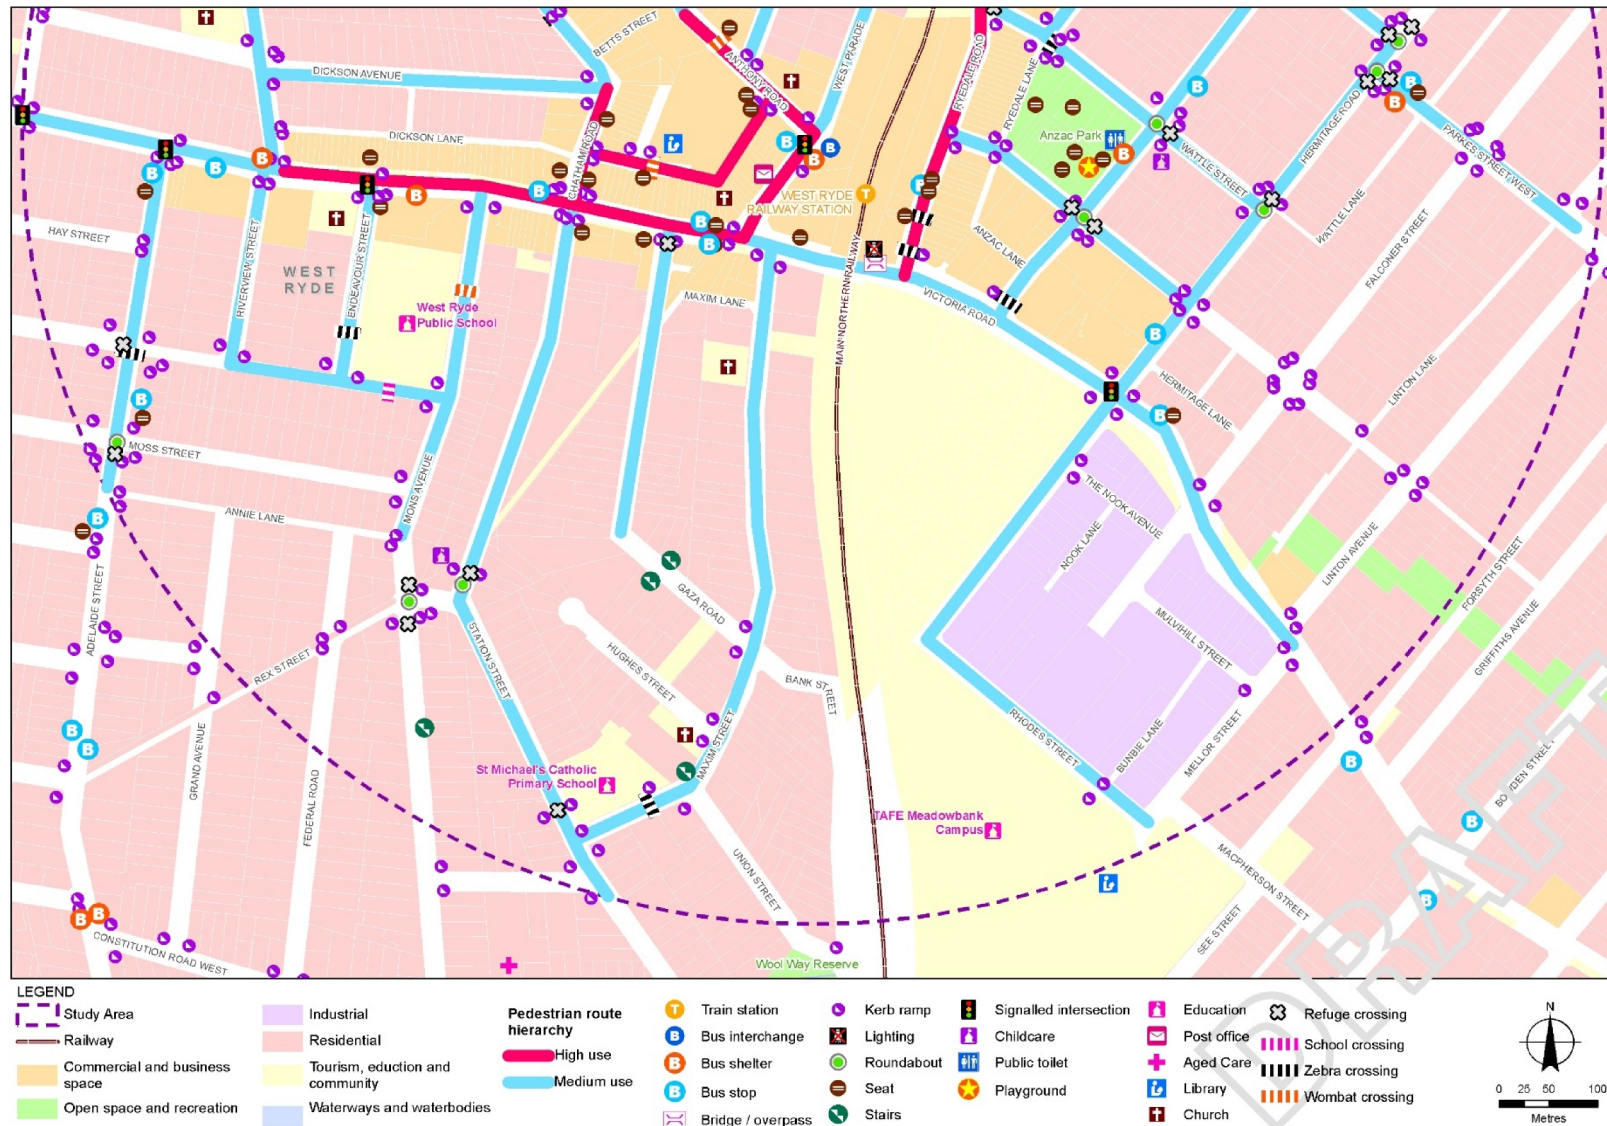 BETTS STREET
WEST PARADE
ANTHONY ROAD
RYEDALE ROAD
RYEDALE LANE
DICKSON AVENUE
DICKSON LANE
CHATHAM ROAD
Anzac Park
WATTLE STREET
HERMITAGE ROAD
PARKES STREET WEST
WATTLE LANE
FALCONER STREET
WEST RYDE
RAILWAY STATION
ANZAC LANE
HAY STREET
RIVERVIEW STREET
ENDEAVOUR STREET
WEST
RYDE
West Ryde
Public School
MAXIM LANE
MAIN NORTHERN RAILWAY
VICTORIA ROAD
HERMITAGE LANE
LINTON LANE
MOSS STREET
ANNIE LANE
MONS AVENUE
THE NOOK AVENUE
NOOK LANE
LINTON AVENUE
FORSYTH STREET
GRIFFITHS AVENUE
ADELAIDE STREET
REX STREET
STATION STREET
GAZA ROAD
HUGHES STREET
BANK STREET
MULVIHILL STREET
RHODES STREET
BUNBIE LANE
MELLOR STREET
BOWDEN STREET
GRAND AVENUE
FEDERAL ROAD
MAXIM STREET
St Michael's Catholic
Primary School
TAFE Meadowbank
Campus
UNION STREET
MACPHERSON STREET
SEE STREET
CONSTITUTION ROAD WEST
Wool Way Reserve
DRAFT
LEGEND
Study Area
Railway
Commercial and business
space
Open space and recreation
Industrial
Residential
Tourism, eduction and
community
Waterways and waterbodies
Pedestrian route
hierarchy
High use
Medium use
T Train station
B Bus interchange
B Bus shelter
B Bus stop
Bridge / overpass
Kerb ramp
Lighting
Roundabout
Seat
Stairs
Signalled intersection
Childcare
Public toilet
Playground
Education
Post office
Aged Care
Library
Church
Refuge crossing
School crossing
Zebra crossing
Wombat crossing
N
0 25 50 100
Metres